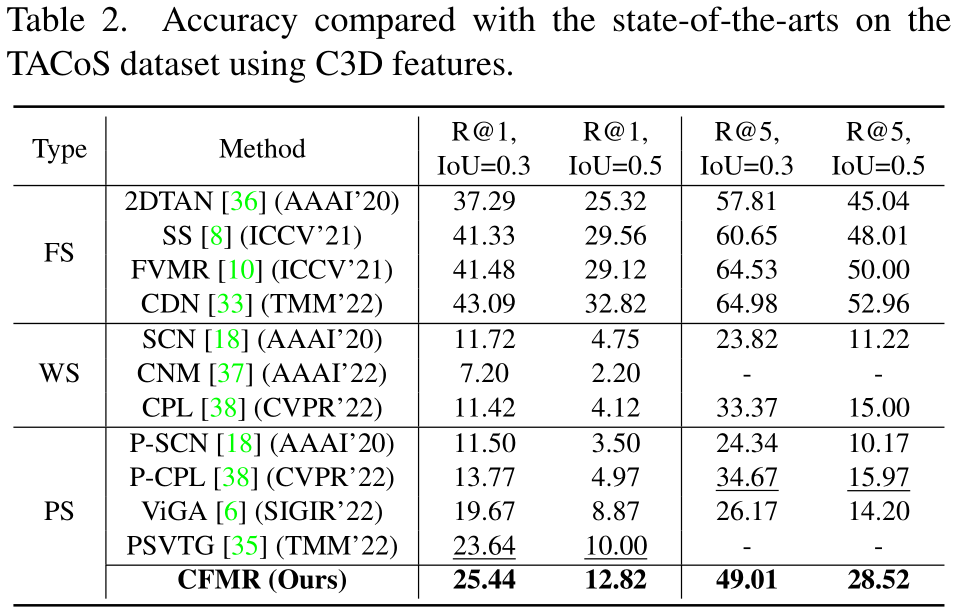 Table 2. Accuracy compared with the state-of-the-arts on the
TACoS dataset using C3D features.
Type Method R@1, IoU=0.3 R@1, IoU=0.5 R@5, IoU=0.3 R@5, IoU=0.5
FS
2DTAN [36] (AAAI'20) 37.29 25.32 57.81 45.04
SS [8] (ICCV'21) 41.33 29.56 60.65 48.01
FVMR [10] (ICCV'21) 41.48 29.12 64.53 50.00
CDN [33] (TMM'22) 43.09 32.82 64.98 52.96
WS
SCN [18] (AAAI'20) 11.72 4.75 23.82 11.22
CNM [37] (AAAI'22) 7.20 2.20 - -
CPL [38] (CVPR'22) 11.42 4.12 33.37 15.00
PS
P-SCN [18] (AAAI'20) 11.50 3.50 24.34 10.17
P-CPL [38] (CVPR'22) 13.77 4.97 34.67 15.97
ViGA [6] (SIGIR'22) 19.67 8.87 26.17 14.20
PSVTG [35] (TMM'22) 23.64 10.00 - -
CFMR (Ours) 25.44 12.82 49.01 28.52